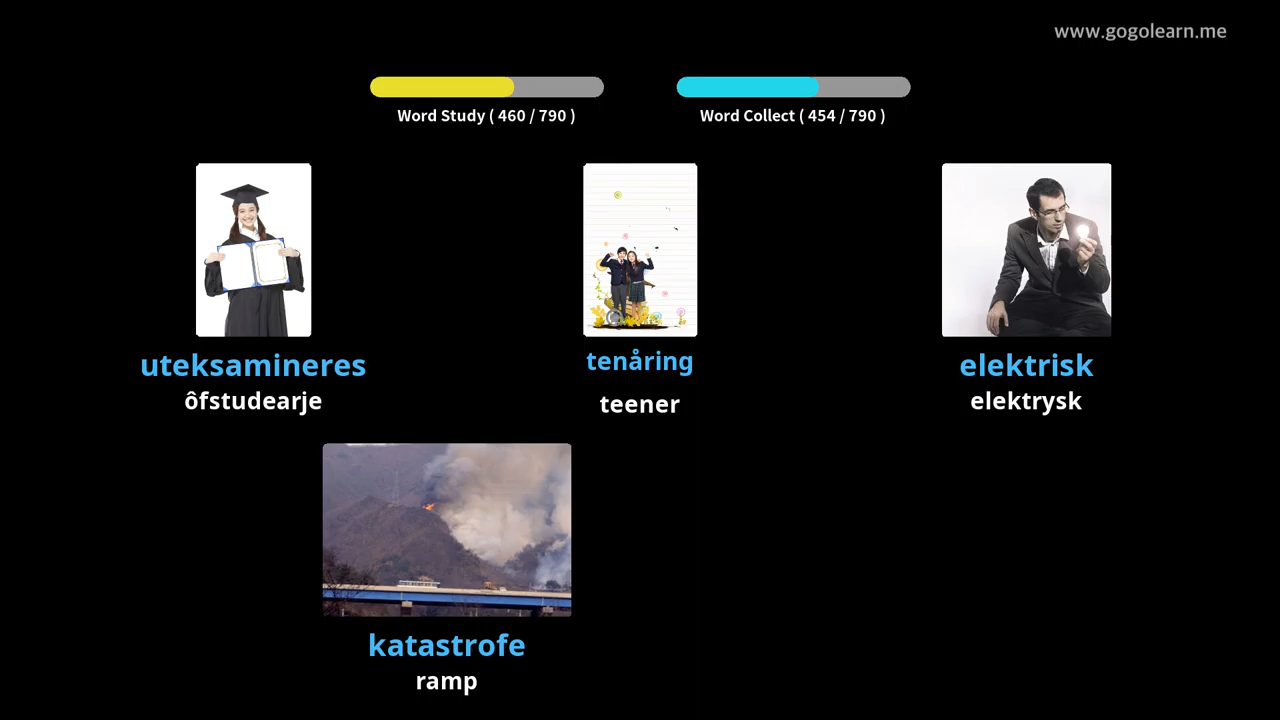 www.gogolearn.me
Word Study ( 460 / 790 )
Word Collect ( 454 / 790 )
uteksamineres
ôfstudearje
tenåring
teener
elektrisk
elektrysk
katastrofe
ramp